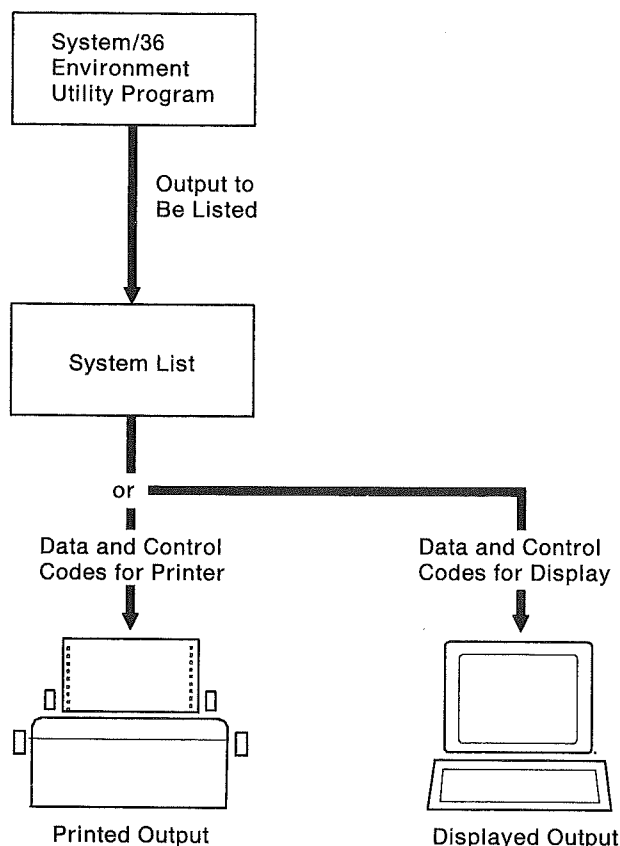 System/36
Environment
Utility Program
Output to
Be Listed
System List
or
Data and Control
Codes for Printer
Data and Control
Codes for Display
Printed Output
Displayed Output